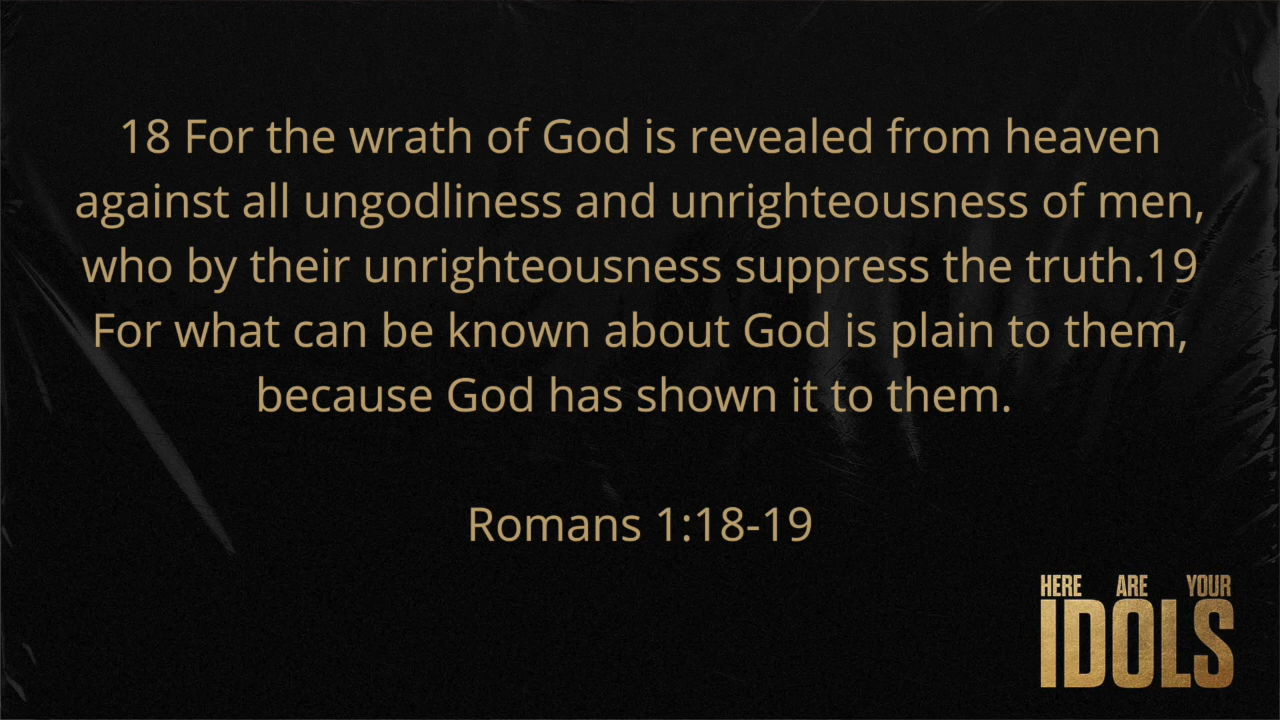 18 For the wrath of God is revealed from heaven
against all ungodliness and unrighteousness of men,
who by their unrighteousness suppress the truth.19
For what can be known about God is plain to them,
because God has shown it to them.
Romans 1:18-19
HERE ARE YOUR
IDOLS